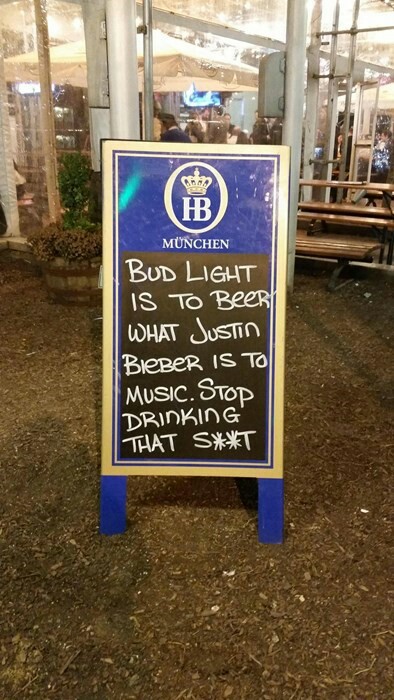 HB
MÜNCHEN
BUD LIGHT
IS TO BEER
WHAT JUSTIN
BIEBER IS TO
MUSIC. STOP
DRINKING
THAT S**T